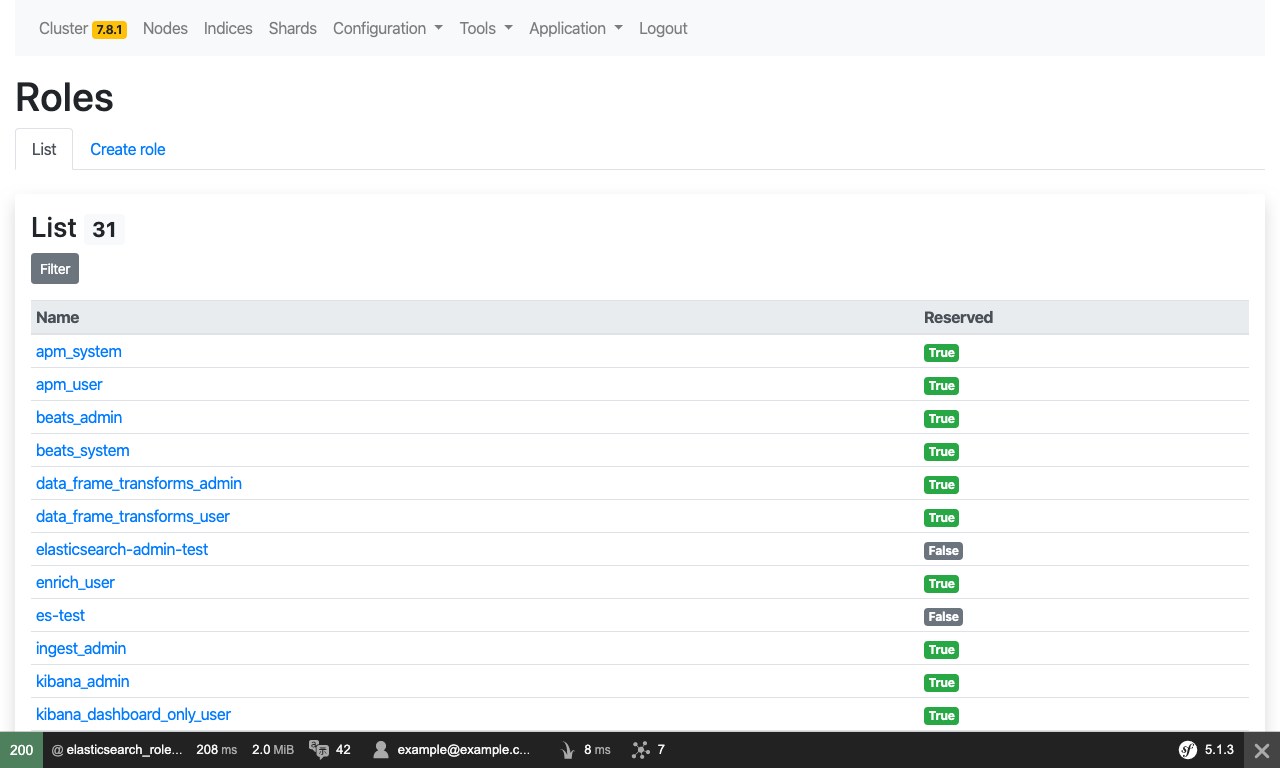 Cluster 7.8.1 Nodes Indices Shards Configuration Tools Application Logout
Roles
List Create role
List 31
Filter
Name Reserved
apm_system True
apm_user True
beats_admin True
beats_system True
data_frame_transforms_admin True
data_frame_transforms_user True
elasticsearch-admin-test False
enrich_user True
es-test False
ingest_admin True
kibana_admin True
kibana_dashboard_only_user True
200 @ elasticsearch_role... 208 ms 2.0 MiB 42 example@example.c... 8 ms 7 sf 5.1.3